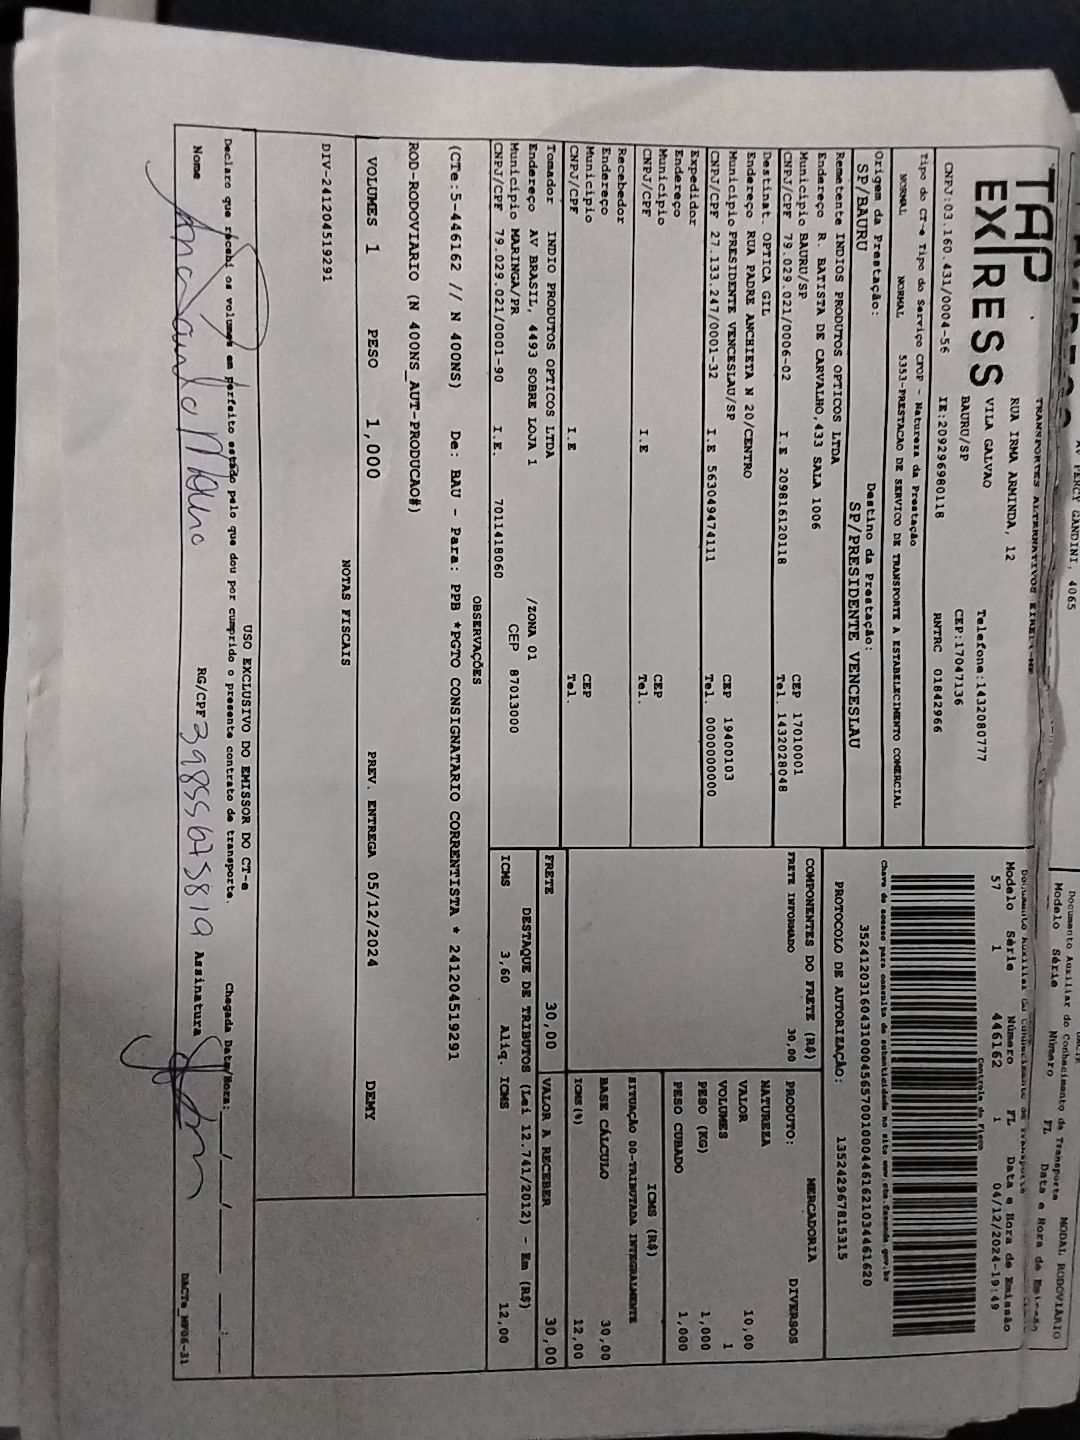 AV PERCY GANDINI, 4065
Documento Auxiliar do Conhecimento de Transporte MODAL RODOVIÁRIO
Modelo Série Número FL Data e Hora de Emissão
TAP EXPRESS
TRANSPORTES ALTERNATIVOS
RUA IRMA ARMINDA, 12
VILA GALVAO
BAURU/SP
Telefone:1432080777
CEP:17047136
CNPJ:03.160.431/0004-56 IE:209296980118 RNTRC 01842966
Modelo Série Número FL Data e Hora de Emissão
57 1 446162 1 04/12/2024-19:49
Controle do Fisco
Chave de acesso para consulta de autenticidade no site www.cte.fazenda.gov.br
35241203160431000456570010004461621034461620
PROTOCOLO DE AUTORIZAÇÃO: 135242967815315
Tipo do CT-e Tipo do Serviço CFOP - Natureza da Prestação
NORMAL NORMAL 5353-PRESTACAO DE SERVICO DE TRANSPORTE A ESTABELECIMENTO COMERCIAL
Origem da Prestação: Destino da Prestação:
SP/BAURU SP/PRESIDENTE VENCESLAU
Remetente INDIOS PRODUTOS OPTICOS LTDA
Endereço R. BATISTA DE CARVALHO,433 SALA 1006
Município BAURU/SP CEP 17010001
CNPJ/CPF 79.029.021/0006-02 I.E 209816120118 Tel. 1432028048
Destinat. OPTICA GIL
Endereço RUA PADRE ANCHIETA N 20/CENTRO
Município PRESIDENTE VENCESLAU/SP CEP 19400103
CNPJ/CPF 27.133.247/0001-32 I.E 563049474111 Tel. 0000000000
Expedidor
Endereço
Município CEP
CNPJ/CPF I.E Tel.
Recebedor
Endereço
Município CEP
CNPJ/CPF I.E Tel.
Tomador INDIO PRODUTOS OPTICOS LTDA
Endereço AV BRASIL, 4493 SOBRE LOJA 1 /ZONA 01
Município MARINGA/PR CEP 87013000
CNPJ/CPF 79.029.021/0001-90 I.E. 7011418060
COMPONENTES DO FRETE (R$)
FRETE INFORMADO 30,00
PRODUTO: MERCADORIA
NATUREZA DIVERSOS
VALOR 10,00
VOLUMES 1
PESO (KG) 1,000
PESO CUBADO 1,000
ICMS (R$)
SITUAÇÃO 00-TRIBUTADA INTEGRALMENTE
BASE CÁLCULO 30,00
ICMS (%) 12,00
FRETE 30,00 VALOR A RECEBER 30,00
DESTAQUE DE TRIBUTOS (Lei 12.741/2012) - Em (R$)
ICMS 3,60 Alíq. ICMS 12,00
OBSERVAÇÕES
(CTe:5-446162 // N 400NS) De: BAU - Para: PPB *PGTO CONSIGNATARIO CORRENTISTA * 241204519291
ROD-RODOVIARIO (N 400NS_AUT-PRODUCAO#)
VOLUMES 1 PESO 1,000 PREV. ENTREGA 05/12/2024 DEMY
NOTAS FISCAIS
DIV-241204519291
USO EXCLUSIVO DO EMISSOR DO CT-e
Declaro que recebi os volumes em perfeito estado pelo que dou por cumprido o presente contrato de transporte. Chegada Data/Hora: ___/___/___ ___:___
Nome RG/CPF 39855675819 Assinatura
DACTe_MP06-31